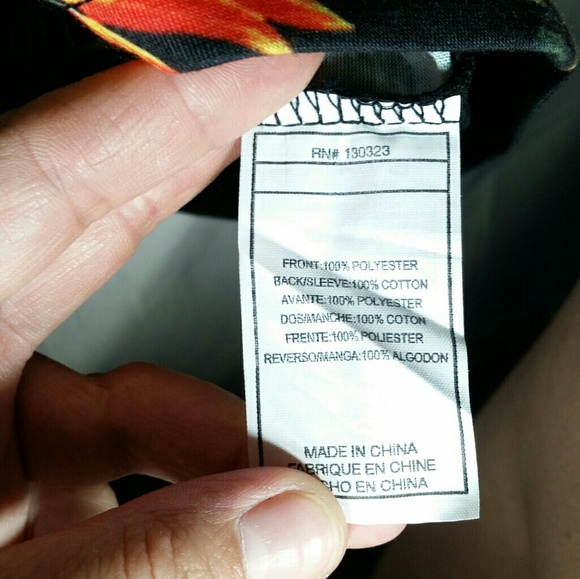 RN# 130323
FRONT:100% POLYESTER
BACK/SLEEVE:100% COTTON
AVANTE:100% POLYESTER
DOS/MANCHE:100% COTON
FRENTE:100% POLIESTER
REVERSO/MANGA:100% ALGODON
MADE IN CHINA
FABRIQUE EN CHINE
CHO EN CHINA